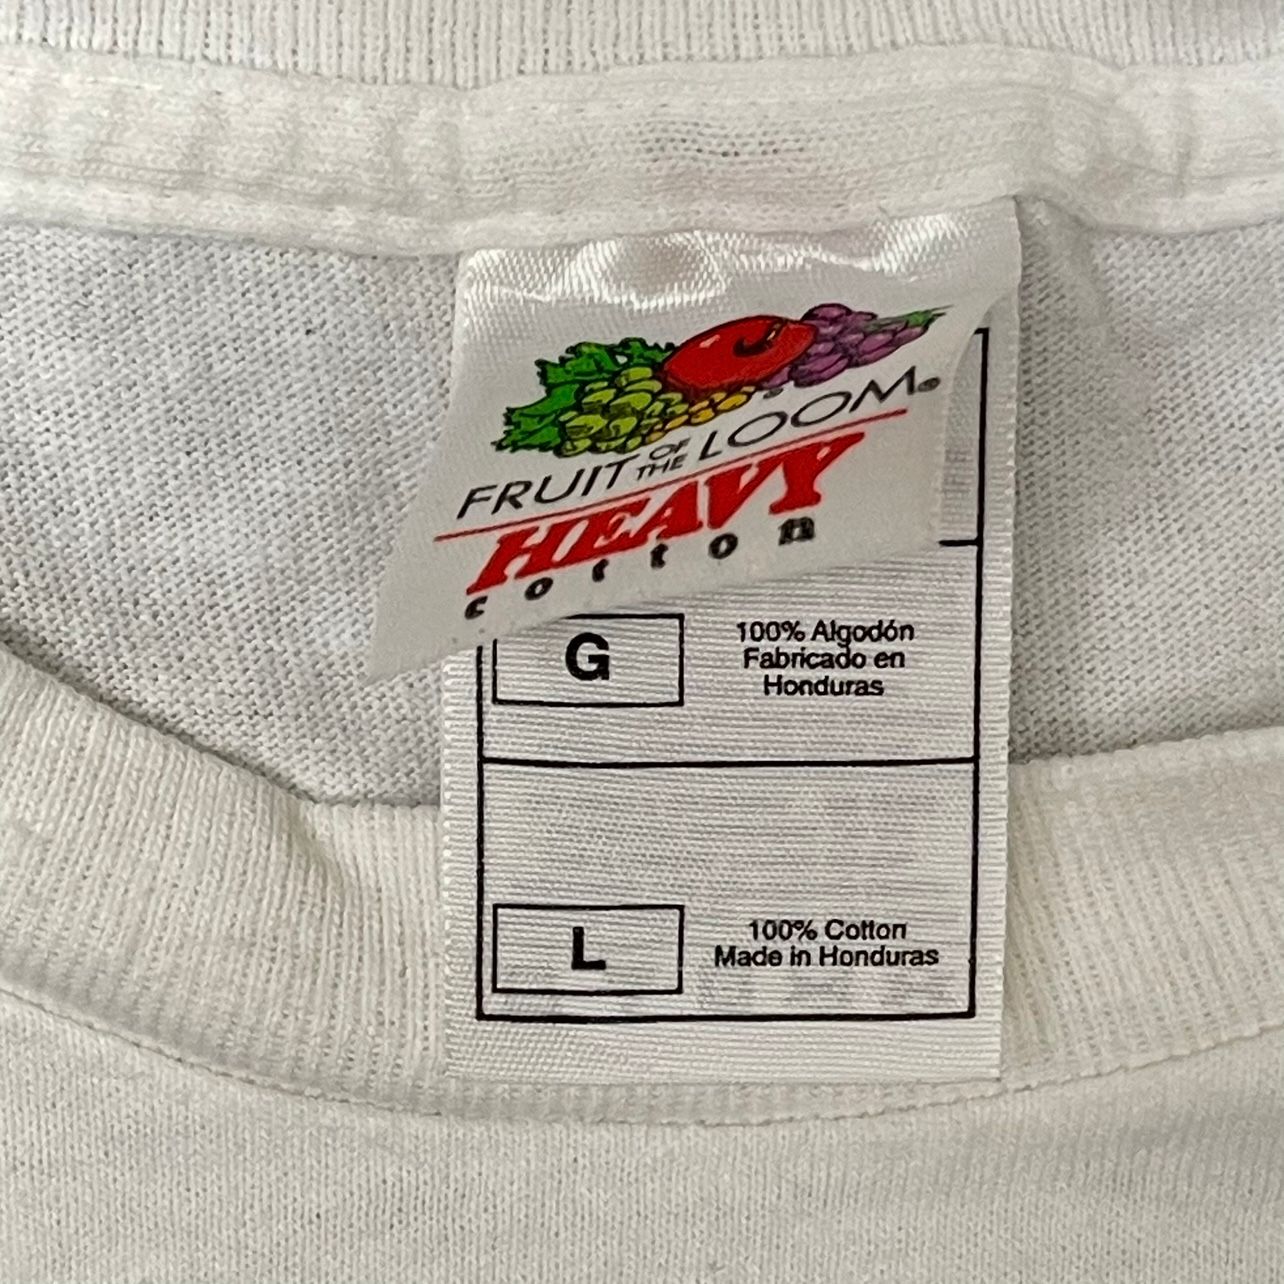 FRUIT OF THE LOOM®
HEAVY
cotton
G
100% Algodón
Fabricado en
Honduras
L
100% Cotton
Made in Honduras